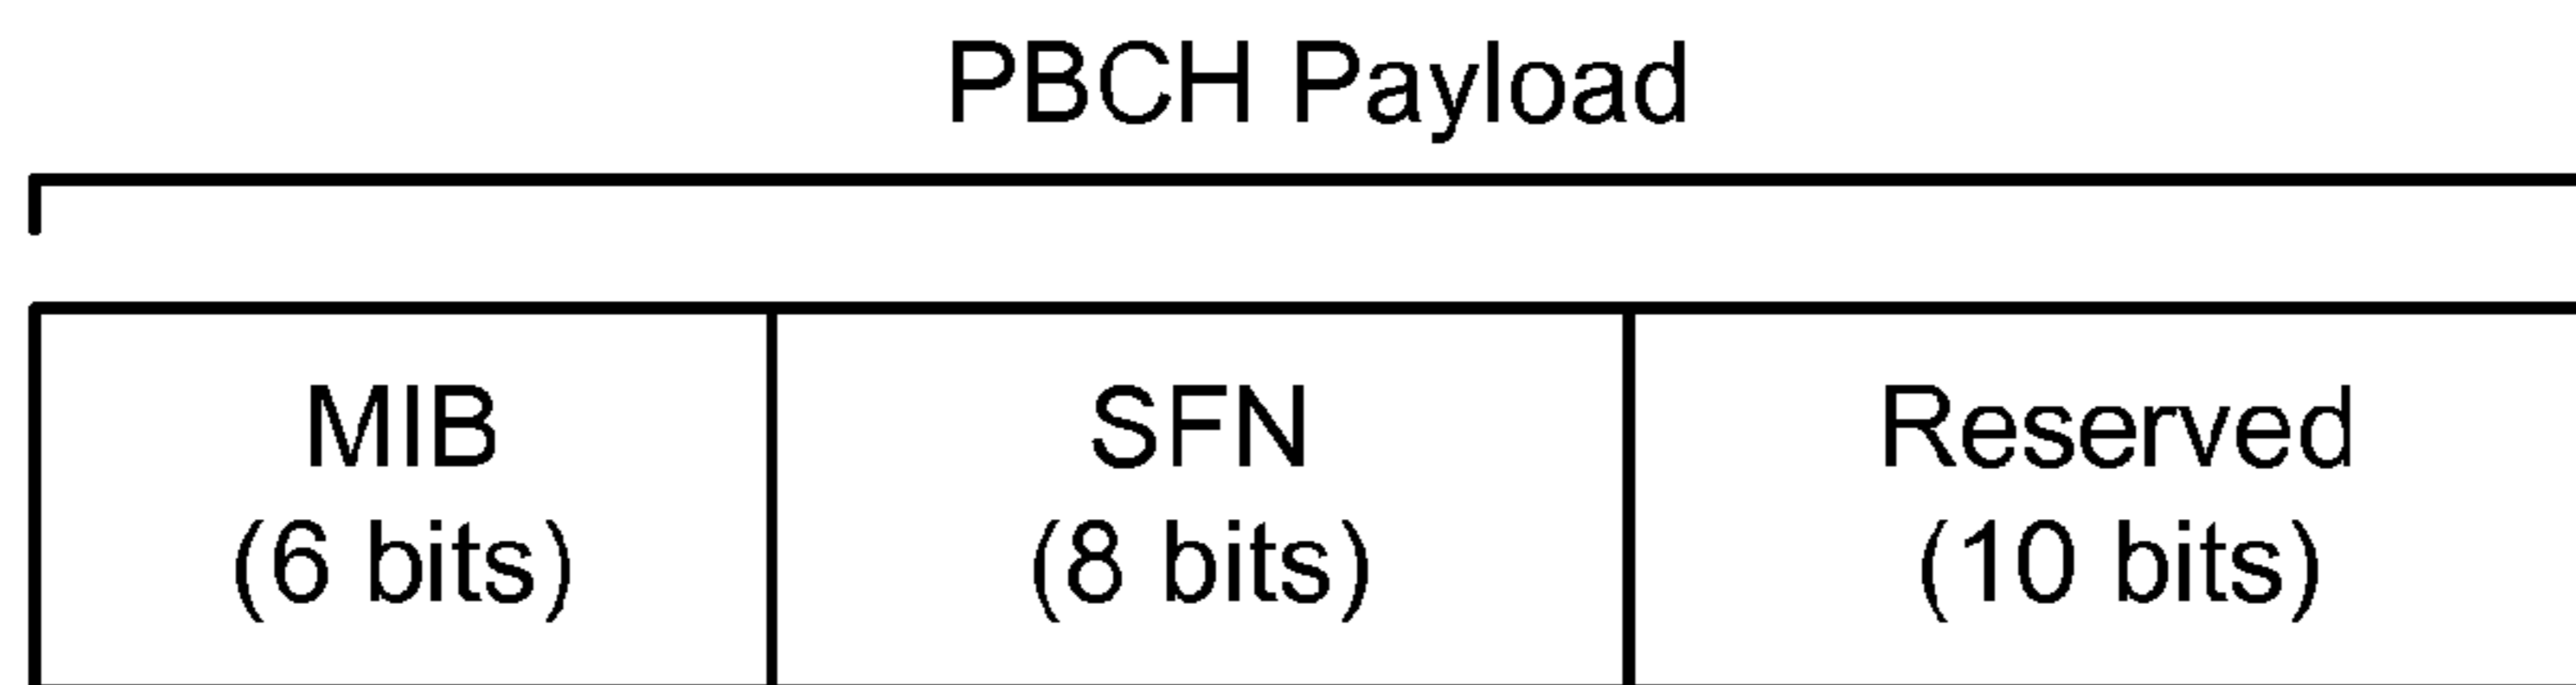 PBCH Payload
MIB SFN Reserved
(6 bits) (8 bits) (10 bits)